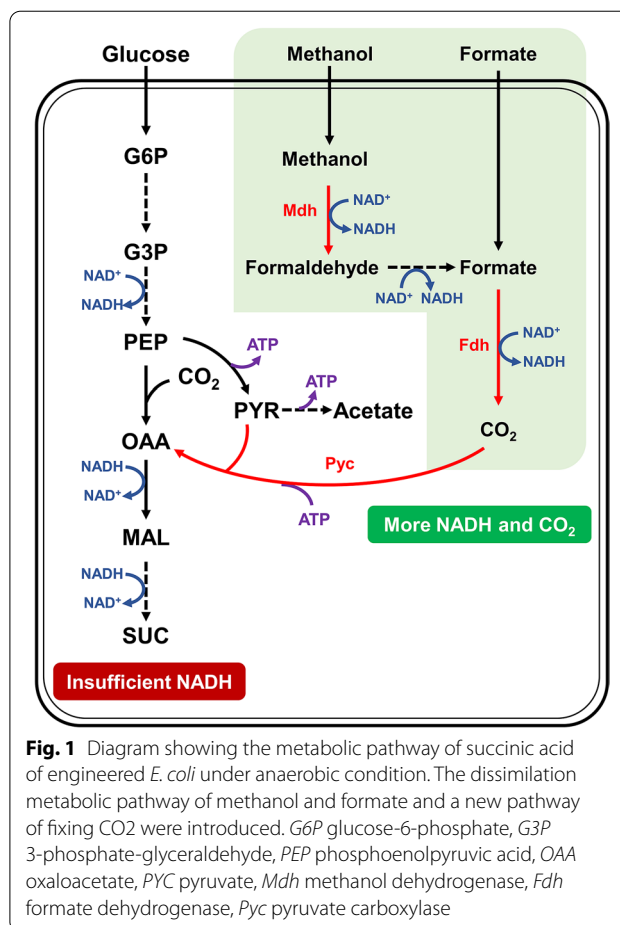 Glucose
Methanol
Formate
G6P
Methanol
Mdh
NAD⁺
NADH
G3P
Formaldehyde
Formate
NAD⁺
NADH
NAD⁺ NADH
PEP
ATP
Fdh
NAD⁺
NADH
CO₂
ATP
PYR
Acetate
CO₂
OAA
Pyc
NADH
NAD⁺
ATP
More NADH and CO₂
MAL
NADH
NAD⁺
SUC
Insufficient NADH
Fig. 1 Diagram showing the metabolic pathway of succinic acid
of engineered E. coli under anaerobic condition. The dissimilation
metabolic pathway of methanol and formate and a new pathway
of fixing CO2 were introduced. G6P glucose-6-phosphate, G3P
3-phosphate-glyceraldehyde, PEP phosphoenolpyruvic acid, OAA
oxaloacetate, PYC pyruvate, Mdh methanol dehydrogenase, Fdh
formate dehydrogenase, Pyc pyruvate carboxylase